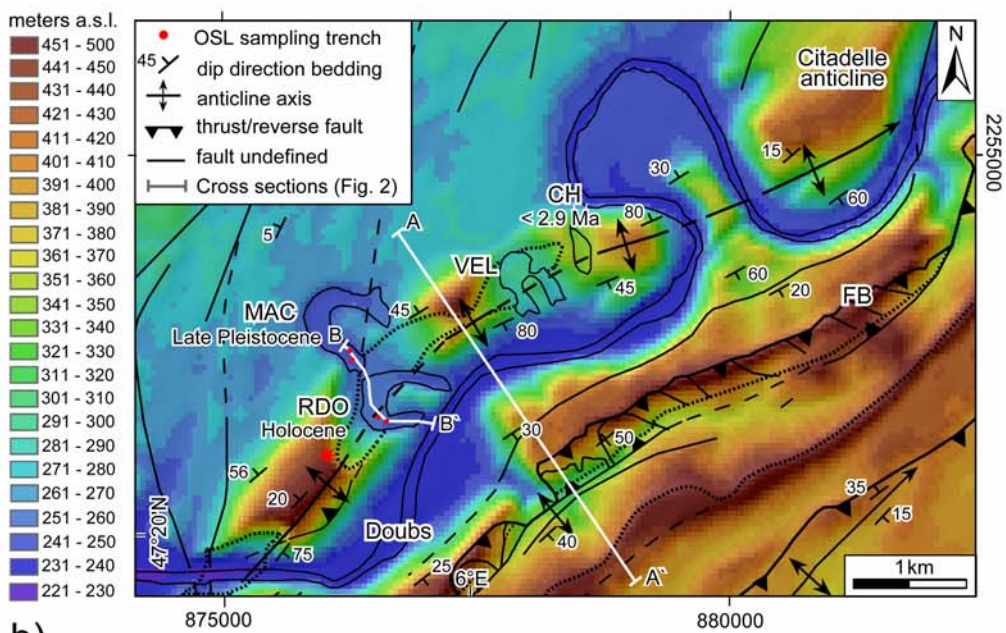 meters a.s.l.
451 - 500
441 - 450
431 - 440
421 - 430
411 - 420
401 - 410
391 - 400
381 - 390
371 - 380
361 - 370
351 - 360
341 - 350
331 - 340
321 - 330
311 - 320
301 - 310
291 - 300
281 - 290
271 - 280
261 - 270
251 - 260
241 - 250
231 - 240
221 - 230
OSL sampling trench
45
dip direction bedding
anticline axis
thrust/reverse fault
fault undefined
Cross sections (Fig. 2)
N
Citadelle
anticline
15
2255000
30
60
CH
< 2.9 Ma
80
5
A
VEL
45
45
60
20
FB
MAC
Late Pleistocene
B
80
RDO
Holocene
B`
30
50
56
20
35
15
47°20'N
Doubs
75
40
25
6°E
A`
1km
875000
880000
b)